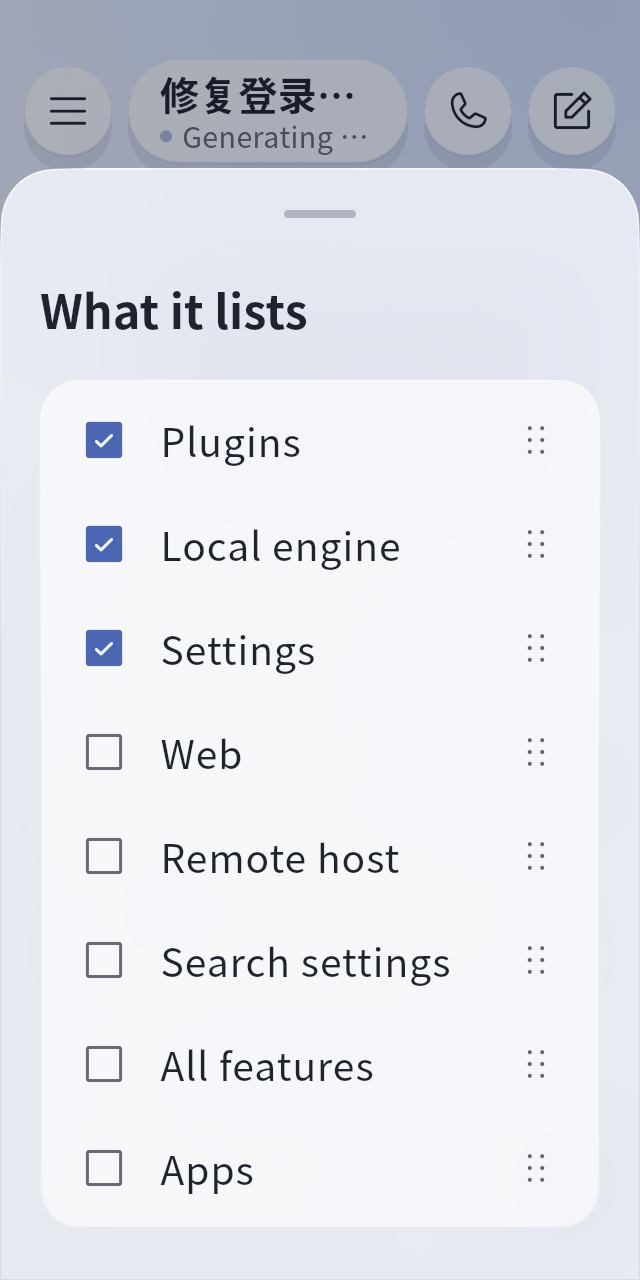 修复登录…
Generating …
What it lists
Plugins
Local engine
Settings
Web
Remote host
Search settings
All features
Apps